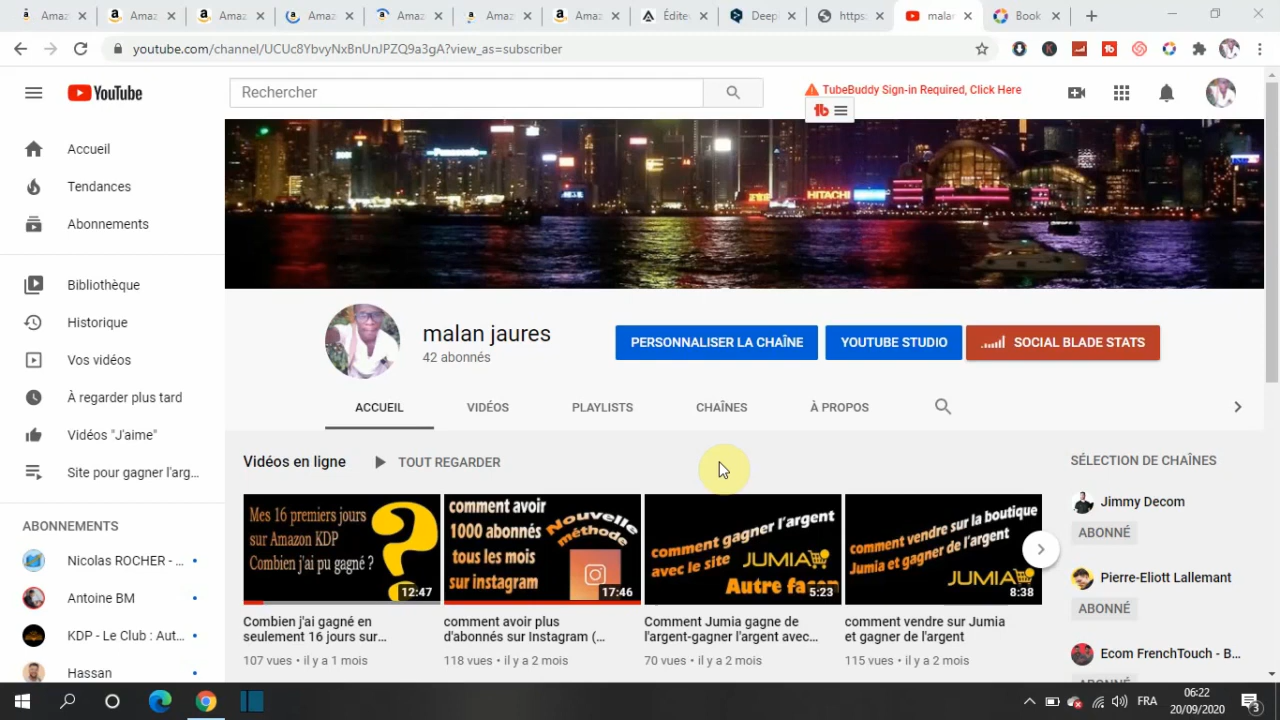 Amaz
Amaz
Amaz
Amaz
Amaz
Amaz
Amaz
Édite
Deepl
https:
malan
Book
youtube.com/channel/UCUc8YbvyNx8nUnJPZQ9a3gA?view_as=subscriber
YouTube
Rechercher
TubeBuddy Sign-in Required, Click Here
tb
Accueil
Tendances
Abonnements
Bibliothèque
Historique
Vos vidéos
À regarder plus tard
Vidéos "J'aime"
Site pour gagner l'arg...
ABONNEMENTS
Nicolas ROCHER - ...
Antoine BM
KDP - Le Club : Aut...
Hassan
Panasonic
HITACHI
malan jaures
42 abonnés
PERSONNALISER LA CHAÎNE
YOUTUBE STUDIO
SOCIAL BLADE STATS
ACCUEIL
VIDÉOS
PLAYLISTS
CHAÎNES
À PROPOS
Vidéos en ligne
TOUT REGARDER
Mes 16 premiers jours
sur Amazon KDP
Combien j'ai pu gagné ?
?
12:47
Combien j'ai gagné en
seulement 16 jours sur...
107 vues • il y a 1 mois
comment avoir
1000 abonnés
tous les mois
sur instagram
Nouvelle
méthode
17:46
comment avoir plus
d'abonnés sur Instagram (...
118 vues • il y a 2 mois
comment gagner l'argent
avec le site
JUMIA
Autre façon
5:23
Comment Jumia gagne de
l'argent-gagner l'argent avec...
70 vues • il y a 2 mois
comment vendre sur la boutique
Jumia et gagner de l'argent
JUMIA
8:38
comment vendre sur Jumia
et gagner de l'argent
115 vues • il y a 2 mois
SÉLECTION DE CHAÎNES
Jimmy Decom
ABONNÉ
Pierre-Eliott Lallemant
ABONNÉ
Ecom FrenchTouch - B...
ABONNÉ
FRA
06:22
20/09/2020
3